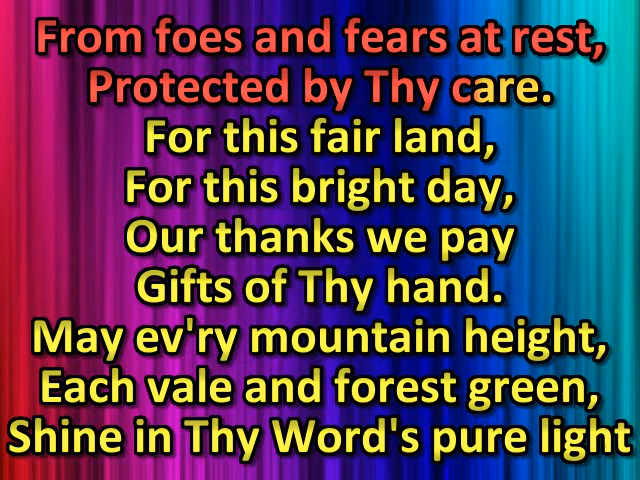 From foes and fears at rest,
Protected by Thy care.
For this fair land,
For this bright day,
Our thanks we pay
Gifts of Thy hand.
May ev'ry mountain height,
Each vale and forest green,
Shine in Thy Word's pure light